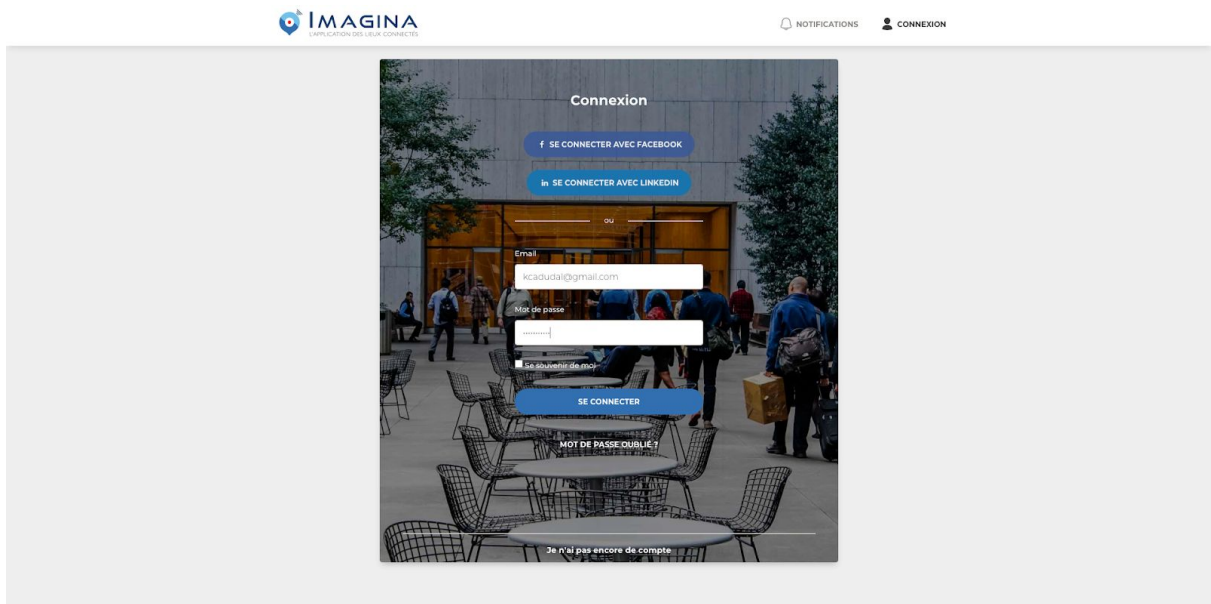 IMAGINA
L'APPLICATION DES LIEUX CONNECTÉS
NOTIFICATIONS
CONNEXION
Connexion
f SE CONNECTER AVEC FACEBOOK
in SE CONNECTER AVEC LINKEDIN
ou
Email
kcadudal@gmail.com
Mot de passe
Se souvenir de moi
SE CONNECTER
MOT DE PASSE OUBLIÉ ?
Je n'ai pas encore de compte